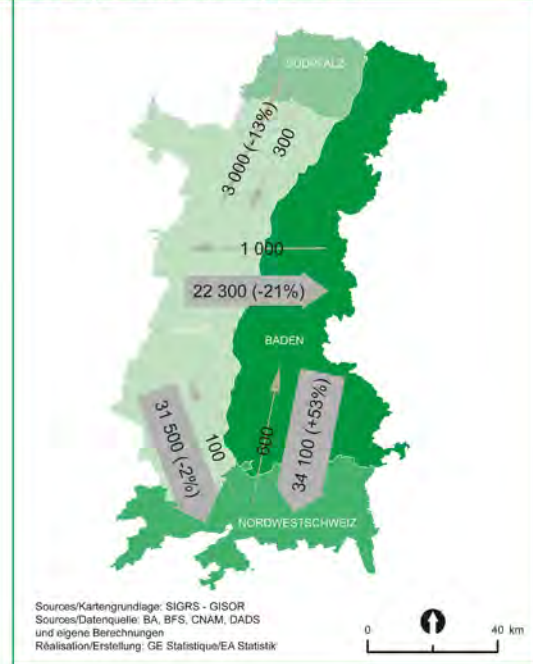 SÜDPFALZ
3 000 (-13%)
300
1 000
22 300 (-21%)
BADEN
31 500 (-2%)
100
600
34 100 (+53%)
NORDWESTSCHWEIZ
Sources/Kartengrundlage: SIGRS - GISOR
Sources/Datenquelle: BA, BFS, CNAM, DADS
und eigene Berechnungen
Réalisation/Erstellung: GE Statistique/EA Statistik
0 40 km